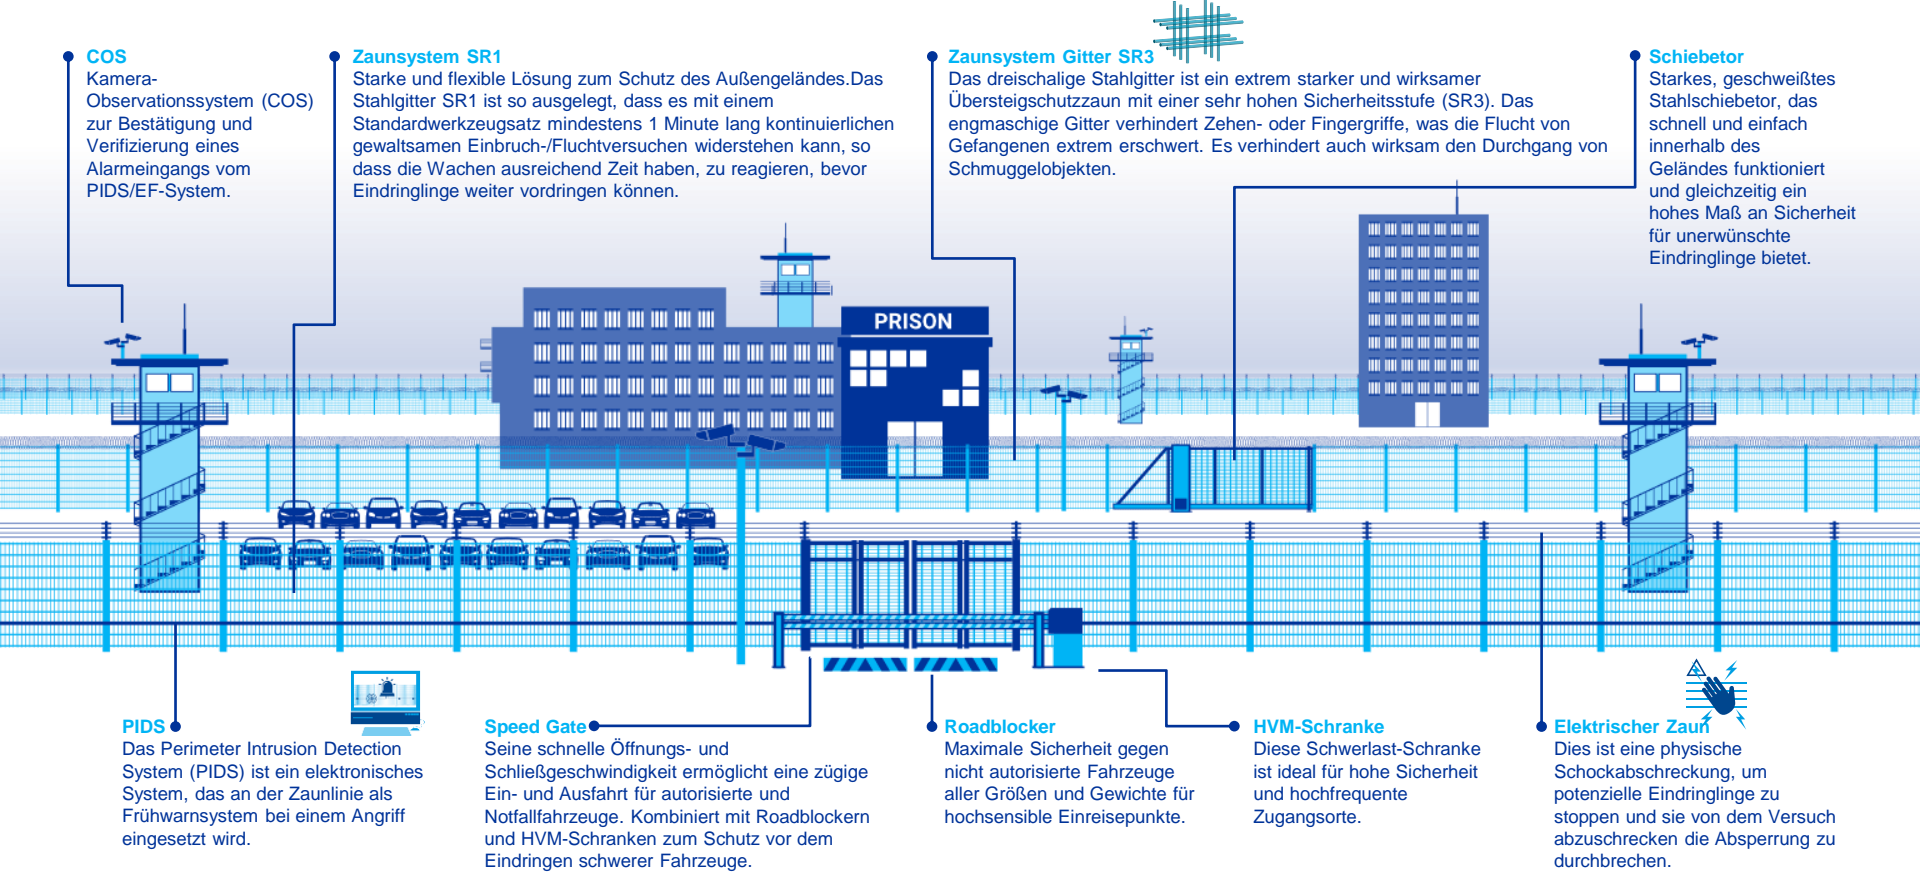 COS
Kamera-
Observationssystem (COS)
zur Bestätigung und
Verifizierung eines
Alarmeingangs vom
PIDS/EF-System.
Zaunsystem SR1
Starke und flexible Lösung zum Schutz des Außengeländes.Das
Stahlgitter SR1 ist so ausgelegt, dass es mit einem
Standardwerkzeugsatz mindestens 1 Minute lang kontinuierlichen
gewaltsamen Einbruch-/Fluchtversuchen widerstehen kann, so
dass die Wachen ausreichend Zeit haben, zu reagieren, bevor
Eindringlinge weiter vordringen können.
Zaunsystem Gitter SR3
Das dreischalige Stahlgitter ist ein extrem starker und wirksamer
Übersteigschutzzaun mit einer sehr hohen Sicherheitsstufe (SR3). Das
engmaschige Gitter verhindert Zehen- oder Fingergriffe, was die Flucht von
Gefangenen extrem erschwert. Es verhindert auch wirksam den Durchgang von
Schmuggelobjekten.
Schiebetor
Starkes, geschweißtes
Stahlschiebetor, das
schnell und einfach
innerhalb des
Geländes funktioniert
und gleichzeitig ein
hohes Maß an Sicherheit
für unerwünschte
Eindringlinge bietet.
PRISON
PIDS
Das Perimeter Intrusion Detection
System (PIDS) ist ein elektronisches
System, das an der Zaunlinie als
Frühwarnsystem bei einem Angriff
eingesetzt wird.
Speed Gate
Seine schnelle Öffnungs- und
Schließgeschwindigkeit ermöglicht eine zügige
Ein- und Ausfahrt für autorisierte und
Notfallfahrzeuge. Kombiniert mit Roadblockern
und HVM-Schranken zum Schutz vor dem
Eindringen schwerer Fahrzeuge.
Roadblocker
Maximale Sicherheit gegen
nicht autorisierte Fahrzeuge
aller Größen und Gewichte für
hochsensible Einreisepunkte.
HVM-Schranke
Diese Schwerlast-Schranke
ist ideal für hohe Sicherheit
und hochfrequente
Zugangsorte.
Elektrischer Zaun
Dies ist eine physische
Schockabschreckung, um
potenzielle Eindringlinge zu
stoppen und sie von dem Versuch
abzuschrecken die Absperrung zu
durchbrechen.